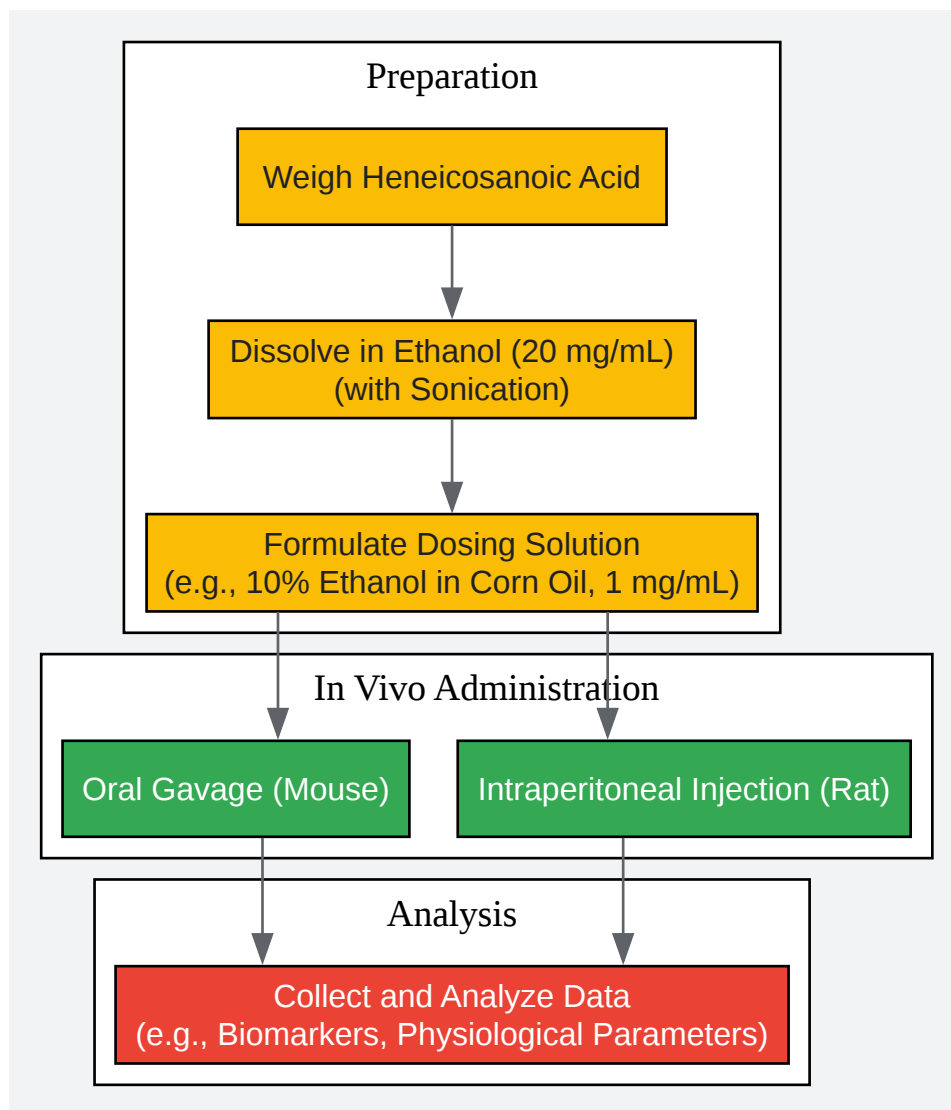 Preparation
Weigh Heneicosanoic Acid
Dissolve in Ethanol (20 mg/mL)
(with Sonication)
Formulate Dosing Solution
(e.g., 10% Ethanol in Corn Oil, 1 mg/mL)
In Vivo Administration
Oral Gavage (Mouse)
Intraperitoneal Injection (Rat)
Analysis
Collect and Analyze Data
(e.g., Biomarkers, Physiological Parameters)